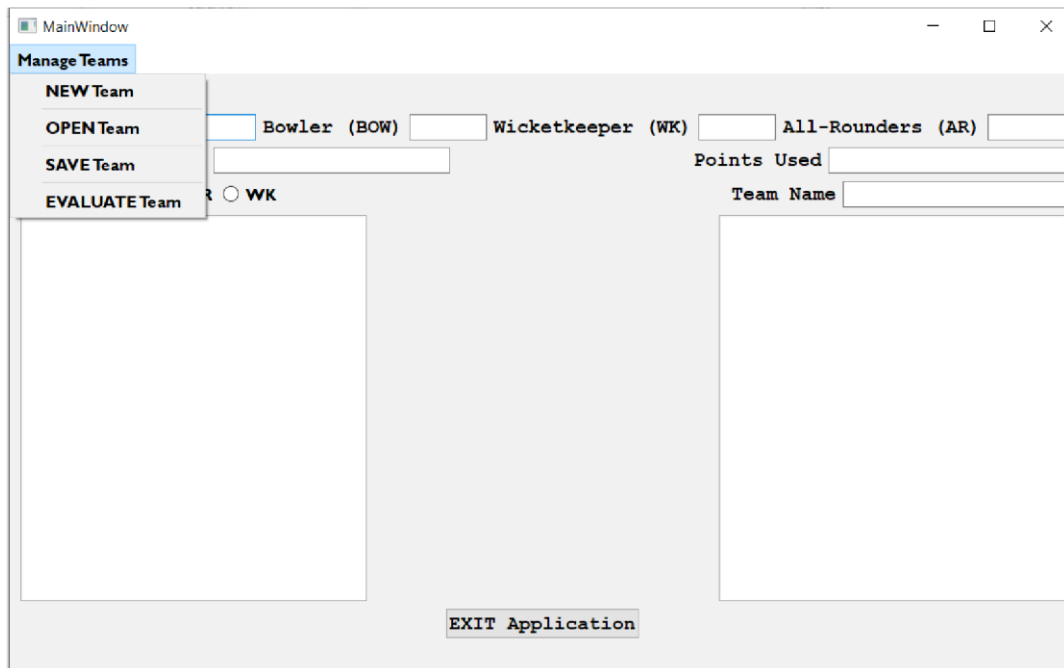 MainWindow
Manage Teams
NEW Team
OPEN Team
SAVE Team
EVALUATE Team
Bowler (BOW) Wicketkeeper (WK) All-Rounders (AR)
Points Used
WK Team Name
EXIT Application